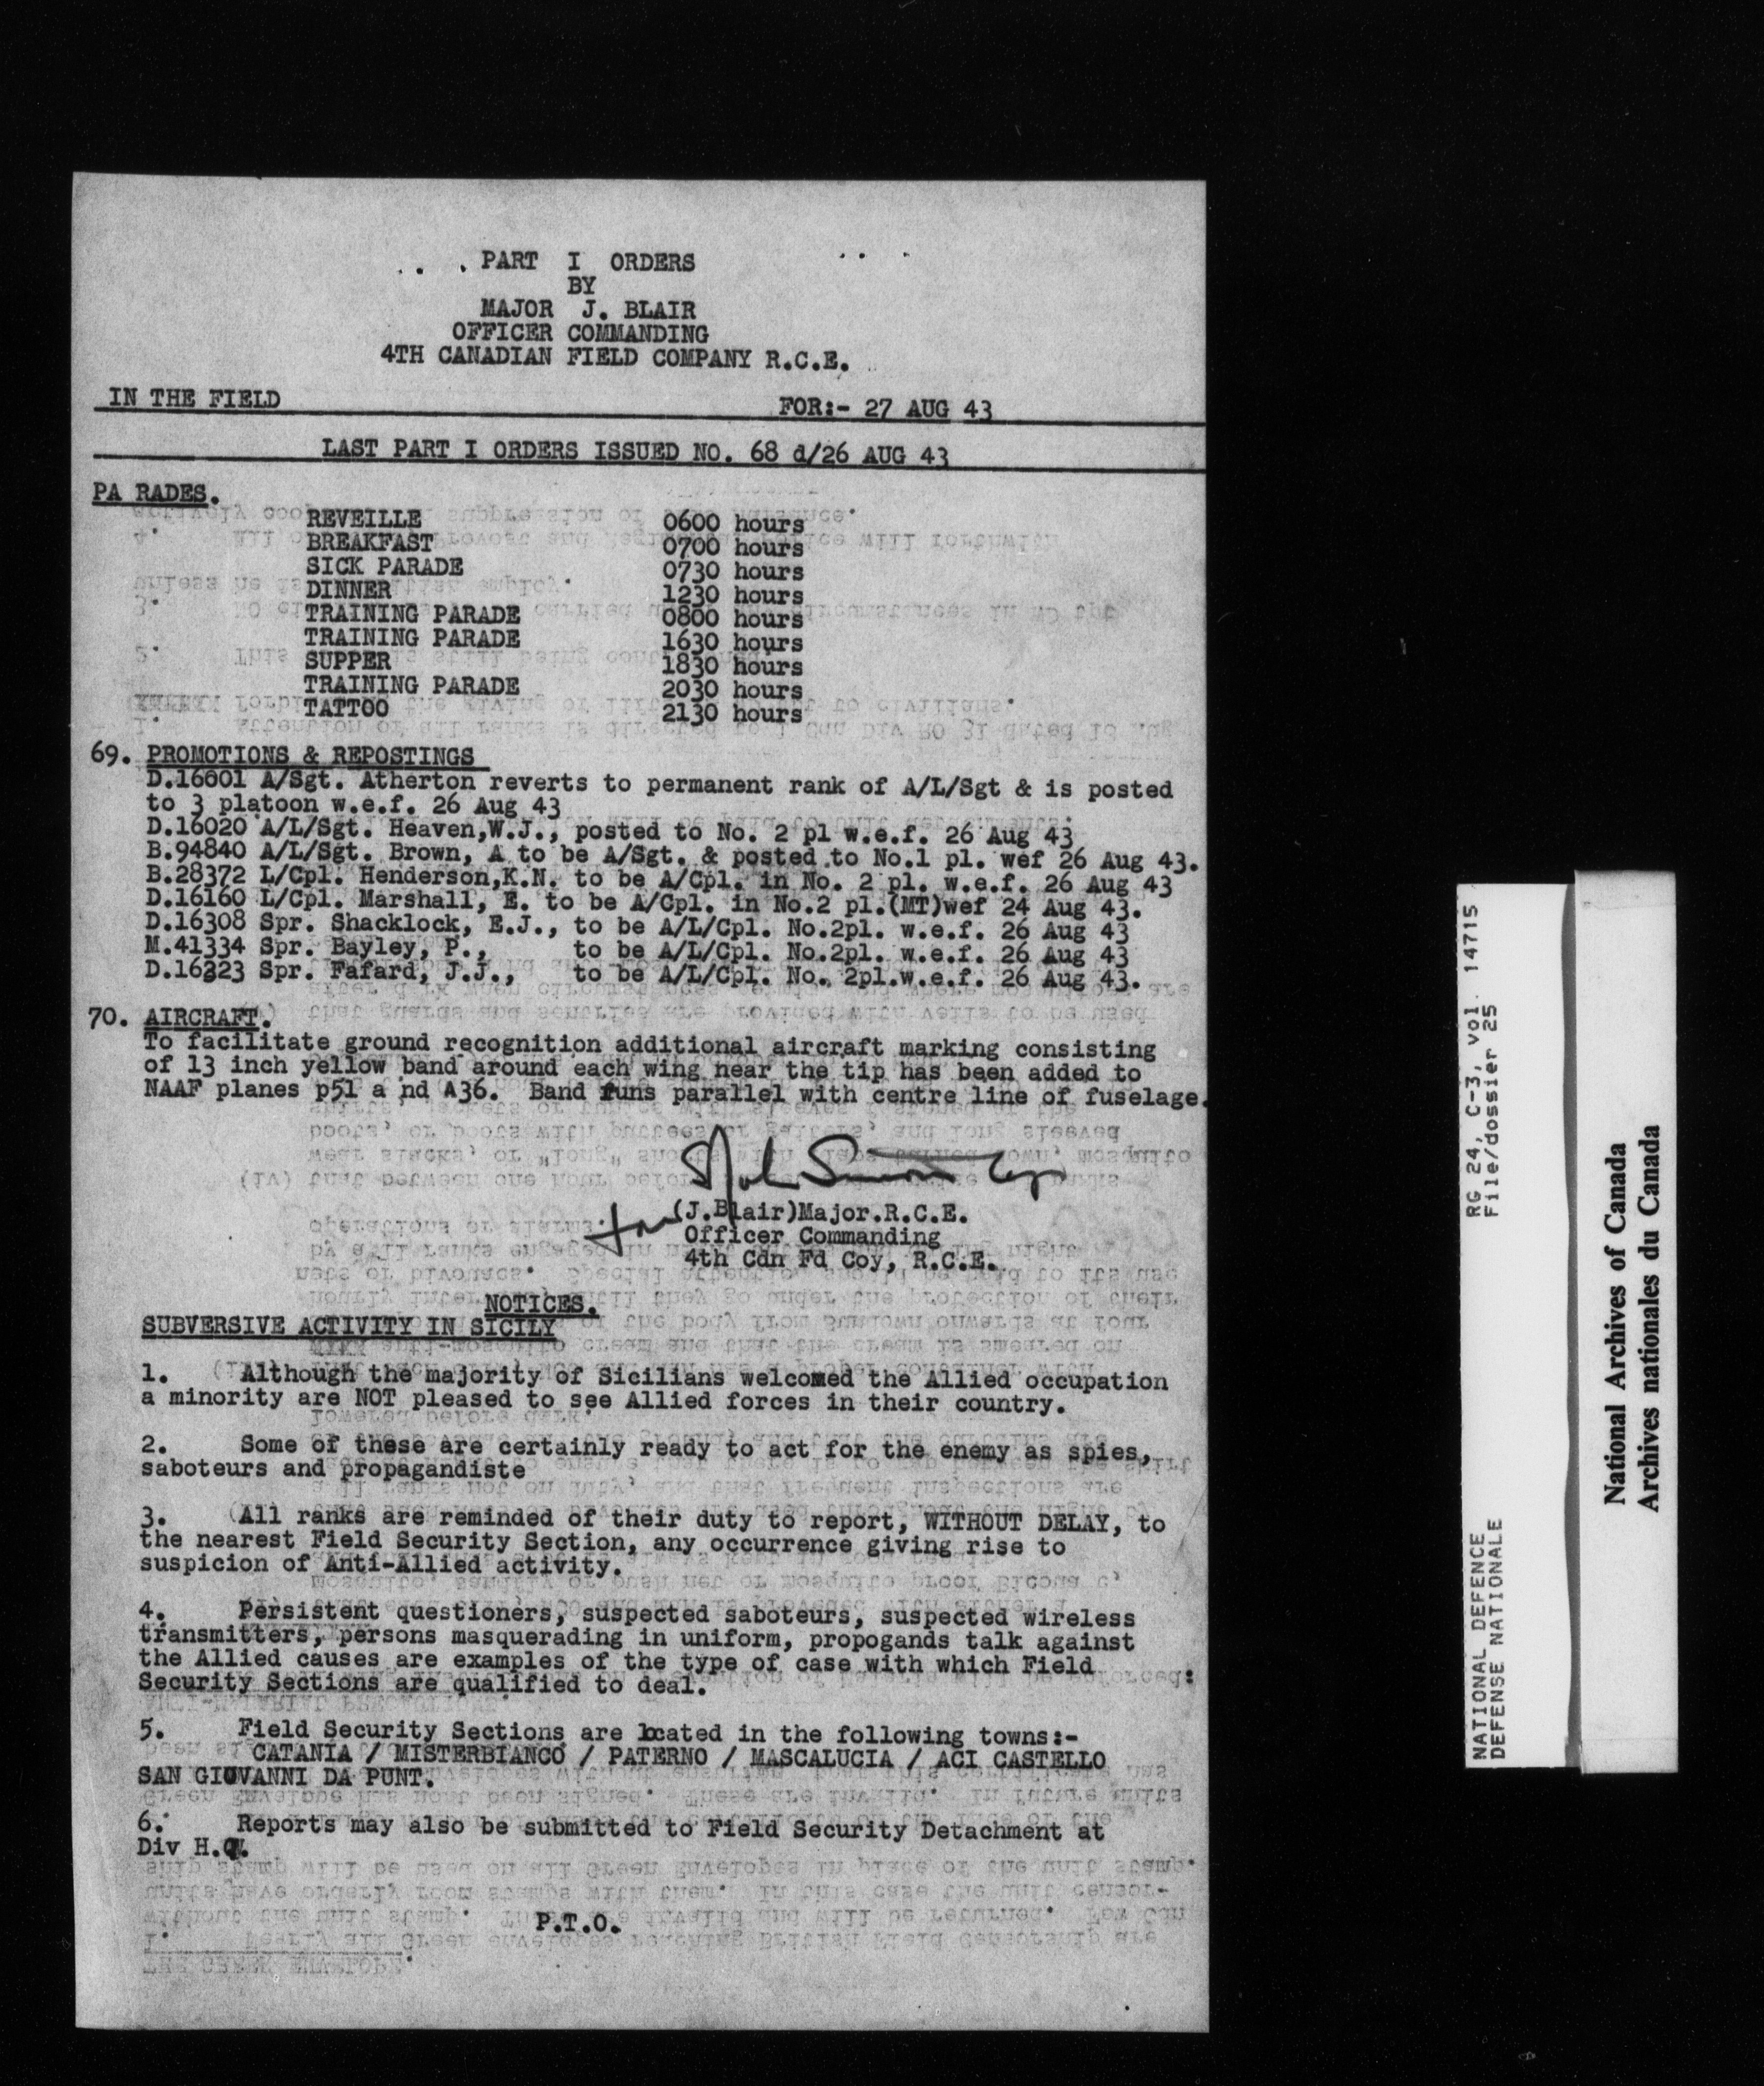 PART I ORDERS
BY
MAJOR J. BLAIR
OFFICER COMMANDING
4TH CANADIAN FIELD COMPANY R.C.E.
IN THE FIELD FOR:- 27 AUG 43
LAST PART I ORDERS ISSUED NO. 68 d/26 AUG 43
PA RADES.
REVEILLE 0600 hours
BREAKFAST 0700 hours
SICK PARADE 0730 hours
DINNER 1230 hours
TRAINING PARADE 0800 hours
TRAINING PARADE 1630 hours
SUPPER 1830 hours
TRAINING PARADE 2030 hours
TATTOO 2130 hours
69. PROMOTIONS & REPOSTINGS
D.16001 A/Sgt. Atherton reverts to permanent rank of A/L/Sgt & is posted
to 3 platoon w.e.f. 26 Aug 43
D.16020 A/L/Sgt. Heaven,W.J., posted to No. 2 pl w.e.f. 26 Aug 43
B.94840 A/L/Sgt. Brown, A to be A/Sgt. & posted to No.1 pl. wef 26 Aug 43.
B.28372 L/Cpl. Henderson,K.N. to be A/Cpl. in No. 2 pl. w.e.f. 26 Aug 43
D.16160 L/Cpl. Marshall, E. to be A/Cpl. in No.2 pl.(MT)wef 24 Aug 43.
D.16308 Spr. Shacklock, E.J., to be A/L/Cpl. No.2pl. w.e.f. 26 Aug 43
M.41334 Spr. Bayley, P., to be A/L/Cpl. No.2pl. w.e.f. 26 Aug 43
D.16323 Spr. Fafard, J.J., to be A/L/Cpl. No. 2pl.w.e.f. 26 Aug 43.
70. AIRCRAFT.
To facilitate ground recognition additional aircraft marking consisting
of 13 inch yellow band around each wing near the tip has been added to
NAAF planes p51 a nd A36. Band runs parallel with centre line of fuselage.
for (J.Blair)Major.R.C.E.
Officer Commanding
4th Cdn Fd Coy, R.C.E.
NOTICES.
SUBVERSIVE ACTIVITY IN SICILY
1. Although the majority of Sicilians welcomed the Allied occupation
a minority are NOT pleased to see Allied forces in their country.
2. Some of these are certainly ready to act for the enemy as spies,
saboteurs and propagandiste
3. All ranks are reminded of their duty to report, WITHOUT DELAY, to
the nearest Field Security Section, any occurrence giving rise to
suspicion of Anti-Allied activity.
4. Persistent questioners, suspected saboteurs, suspected wireless
transmitters, persons masquerading in uniform, propogands talk against
the Allied causes are examples of the type of case with which Field
Security Sections are qualified to deal.
5. Field Security Sections are located in the following towns:-
CATANIA / MISTERBIANCO / PATERNO / MASCALUCIA / ACI CASTELLO
SAN GIOVANNI DA PUNT.
6. Reports may also be submitted to Field Security Detachment at
Div H.Q.
P.T.O.
NATIONAL DEFENCE RG 24, C-3, vol. 14715
DEFENSE NATIONALE File/dossier 25
National Archives of Canada
Archives nationales du Canada